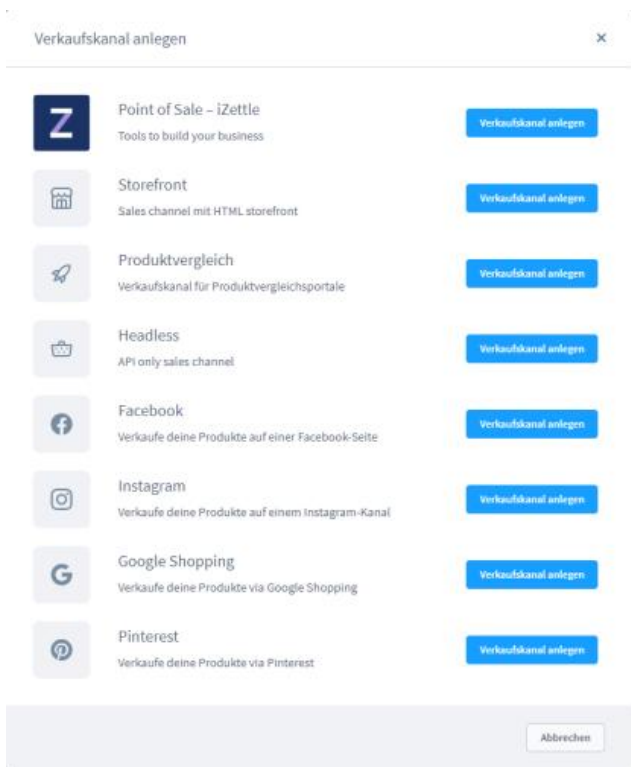 Verkaufskanal anlegen
×
Z
Point of Sale – iZettle
Verkaufskanal anlegen
Tools to build your business
Storefront
Verkaufskanal anlegen
Sales channel mit HTML storefront
Produktvergleich
Verkaufskanal anlegen
Verkaufskanal für Produktvergleichsportale
Headless
Verkaufskanal anlegen
API only sales channel
Facebook
Verkaufskanal anlegen
Verkaufe deine Produkte auf einer Facebook-Seite
Instagram
Verkaufskanal anlegen
Verkaufe deine Produkte auf einem Instagram-Kanal
Google Shopping
Verkaufskanal anlegen
Verkaufe deine Produkte via Google Shopping
Pinterest
Verkaufskanal anlegen
Verkaufe deine Produkte via Pinterest
Abbrechen